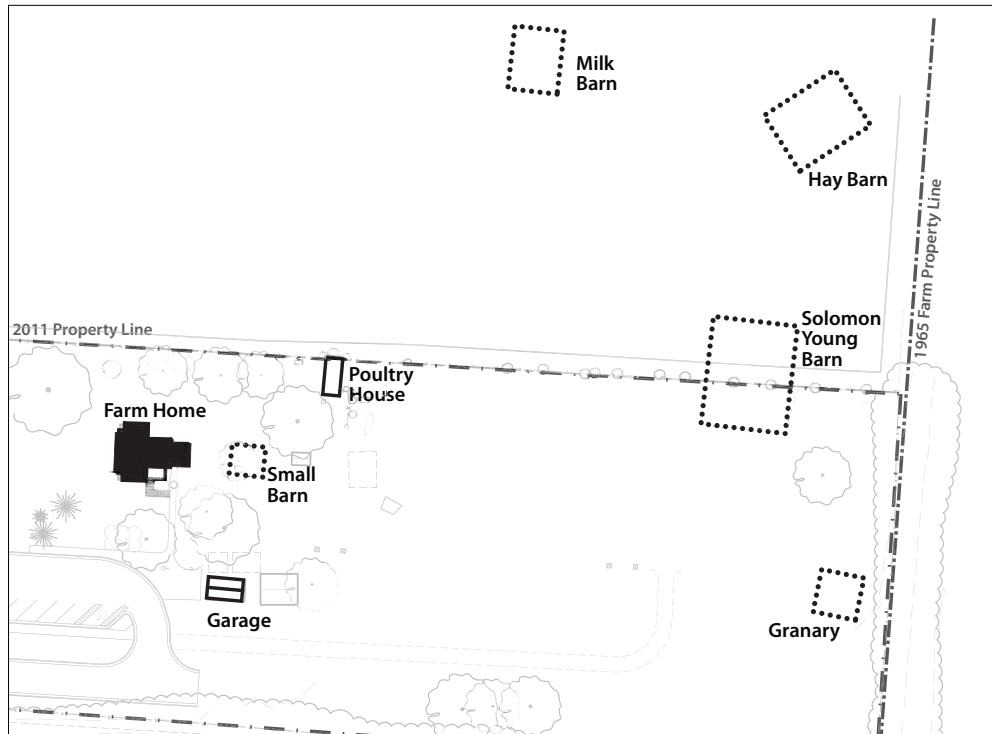 Milk
Barn
Hay Barn
1965 Farm Property Line
Solomon
Young
Barn
2011 Property Line
Poultry
House
Farm Home
Small
Barn
Garage
Granary